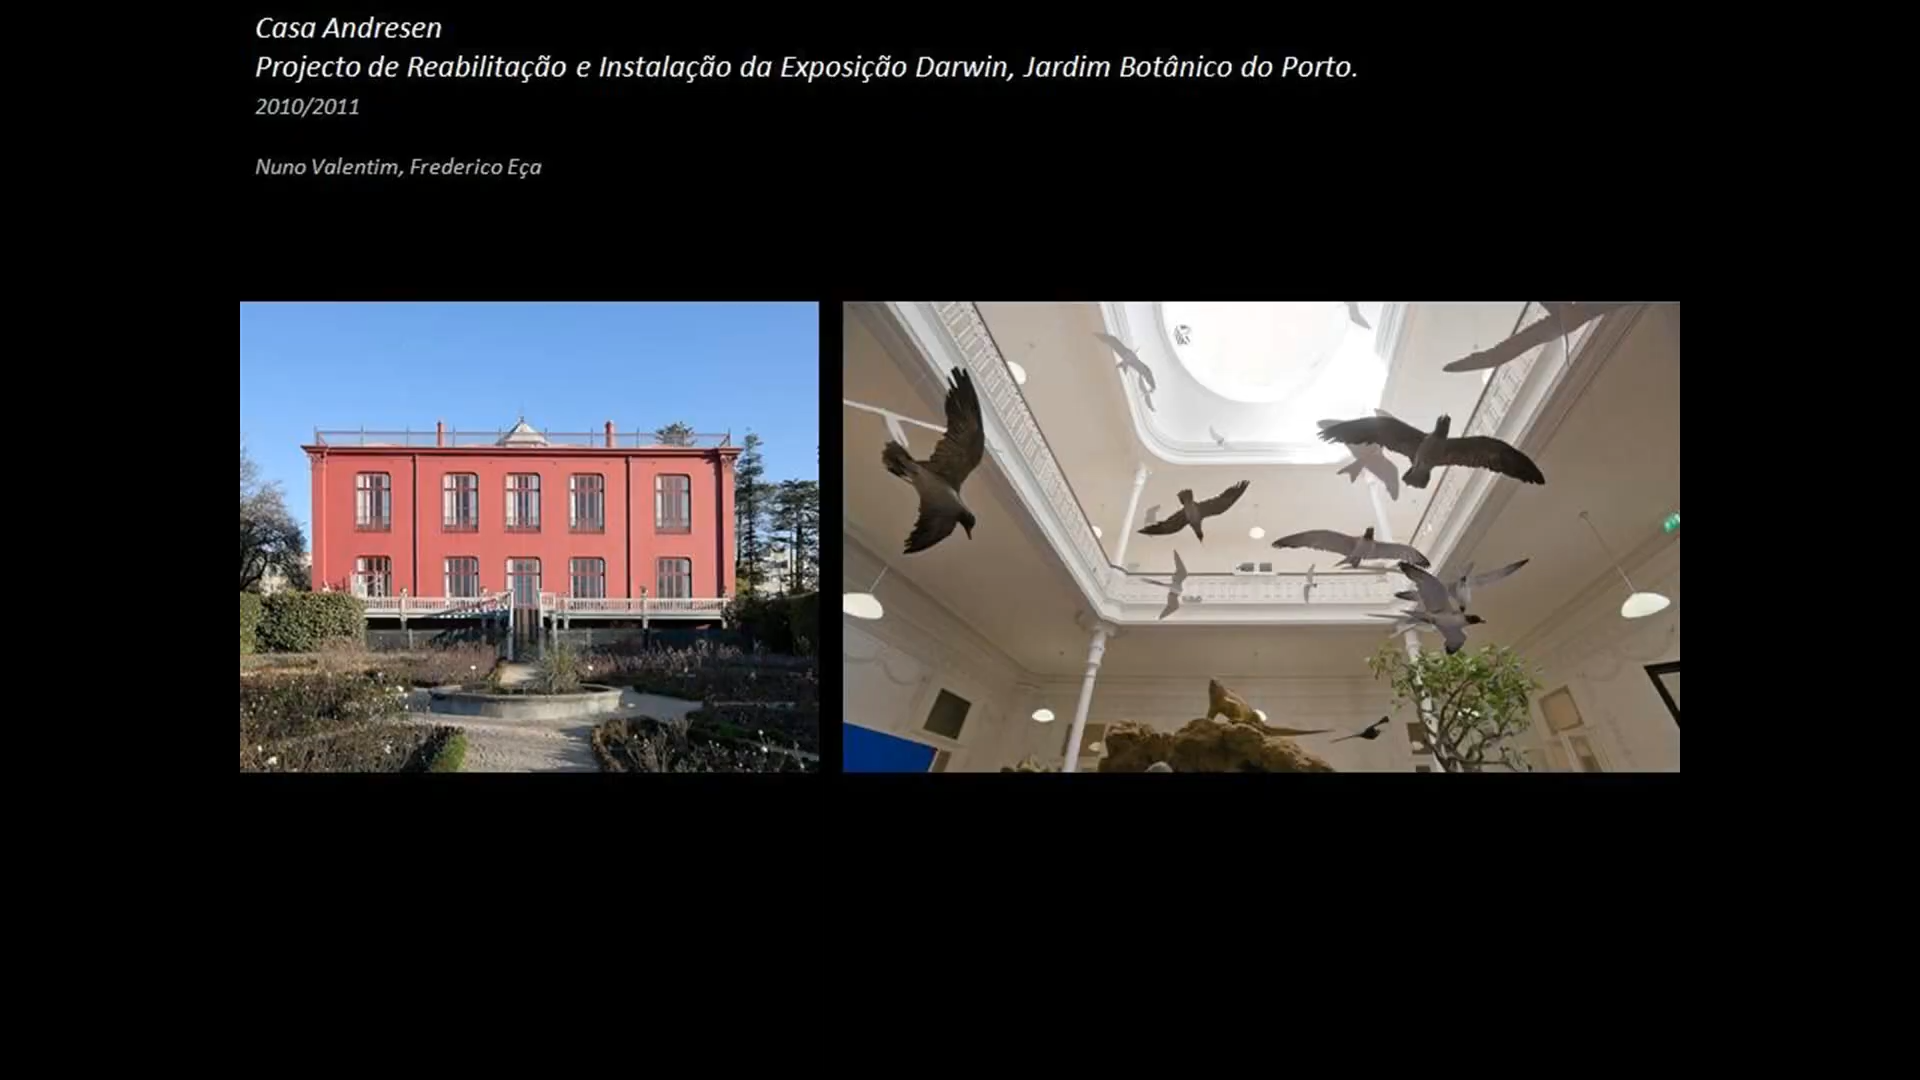 Casa Andresen
Projecto de Reabilitação e Instalação da Exposição Darwin, Jardim Botânico do Porto.
2010/2011
Nuno Valentim, Frederico Eça